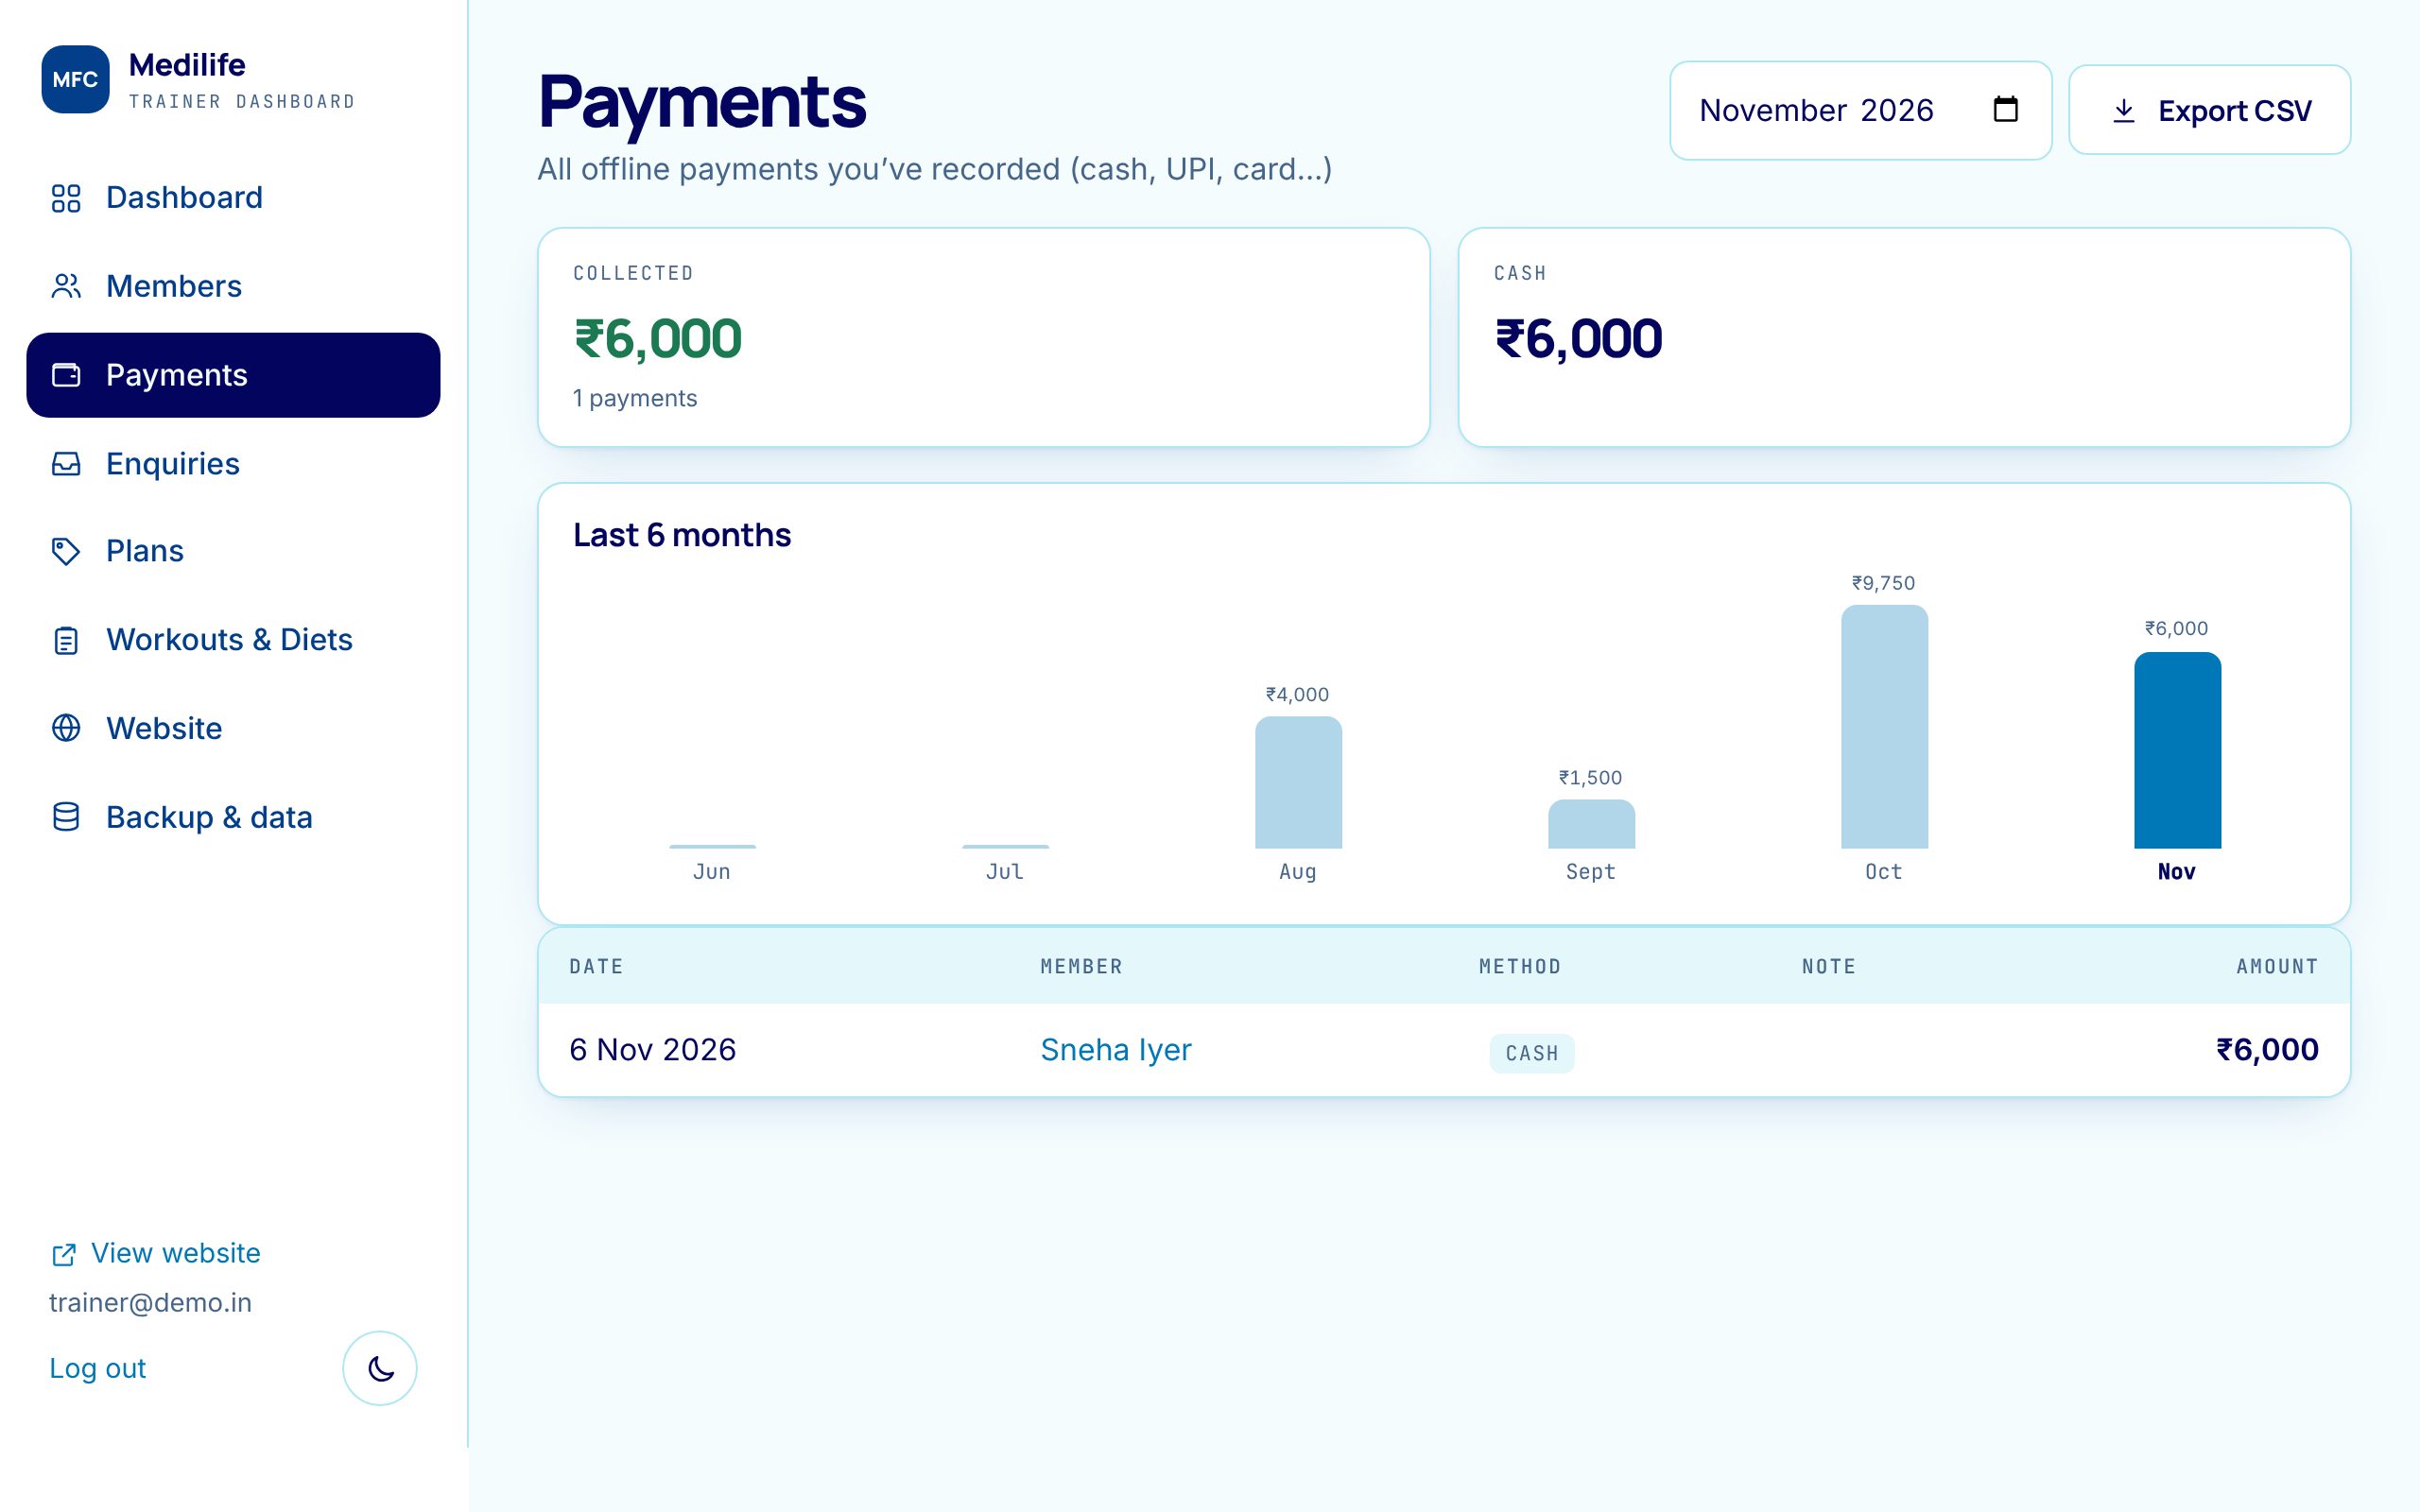 MFC
Medilife
TRAINER DASHBOARD
Dashboard
Members
Payments
Enquiries
Plans
Workouts & Diets
Website
Backup & data
View website
trainer@demo.in
Log out
Payments
All offline payments you’ve recorded (cash, UPI, card…)
November 2026
Export CSV
COLLECTED
₹6,000
1 payments
CASH
₹6,000
Last 6 months
₹4,000
₹1,500
₹9,750
₹6,000
Jun Jul Aug Sept Oct Nov
DATE MEMBER METHOD NOTE AMOUNT
6 Nov 2026 Sneha Iyer CASH ₹6,000